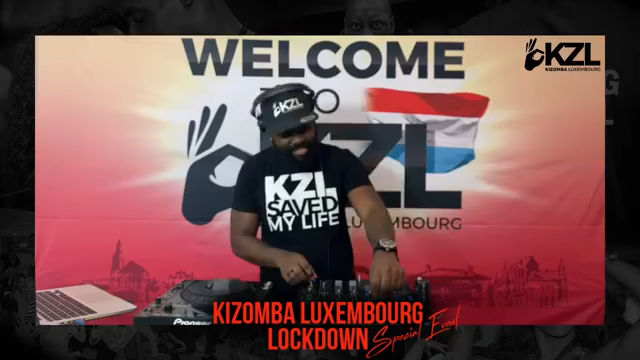 WELCOME
TO
KZL
KIZOMBA LUXEMBOURG
KZL
KZL
LUXEMBOURG
KZL
SAVED
MY LIFE
Pioneer
KIZOMBA LUXEMBOURG
LOCKDOWN Special Event